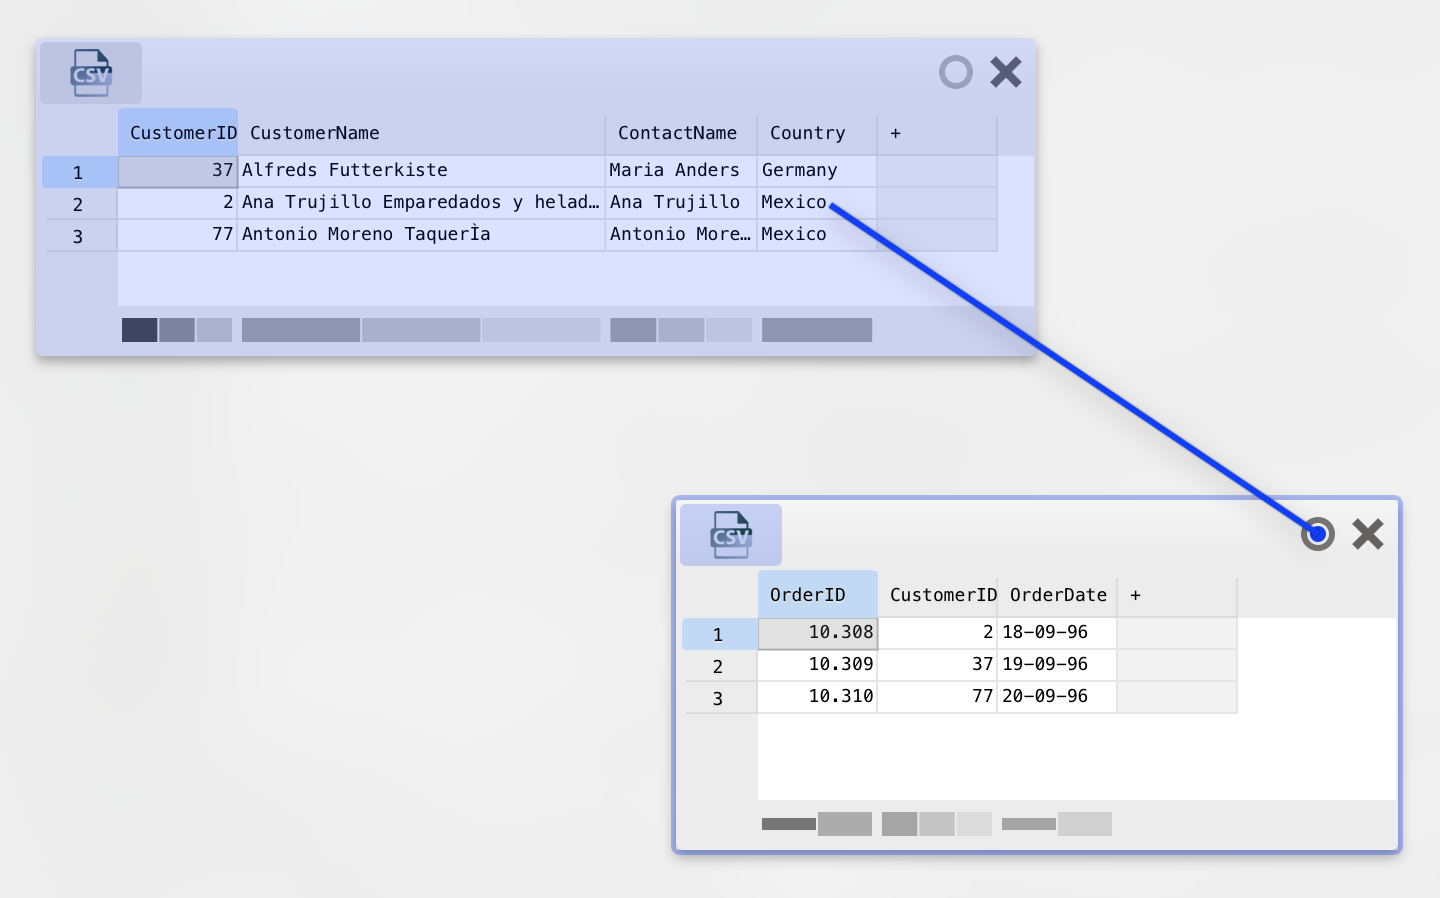 CSV
CustomerID CustomerName ContactName Country +
1 37 Alfreds Futterkiste Maria Anders Germany
2 2 Ana Trujillo Emparedados y helad… Ana Trujillo Mexico
3 77 Antonio Moreno TaquerÌa Antonio More… Mexico
CSV
OrderID CustomerID OrderDate +
1 10.308 2 18-09-96
2 10.309 37 19-09-96
3 10.310 77 20-09-96